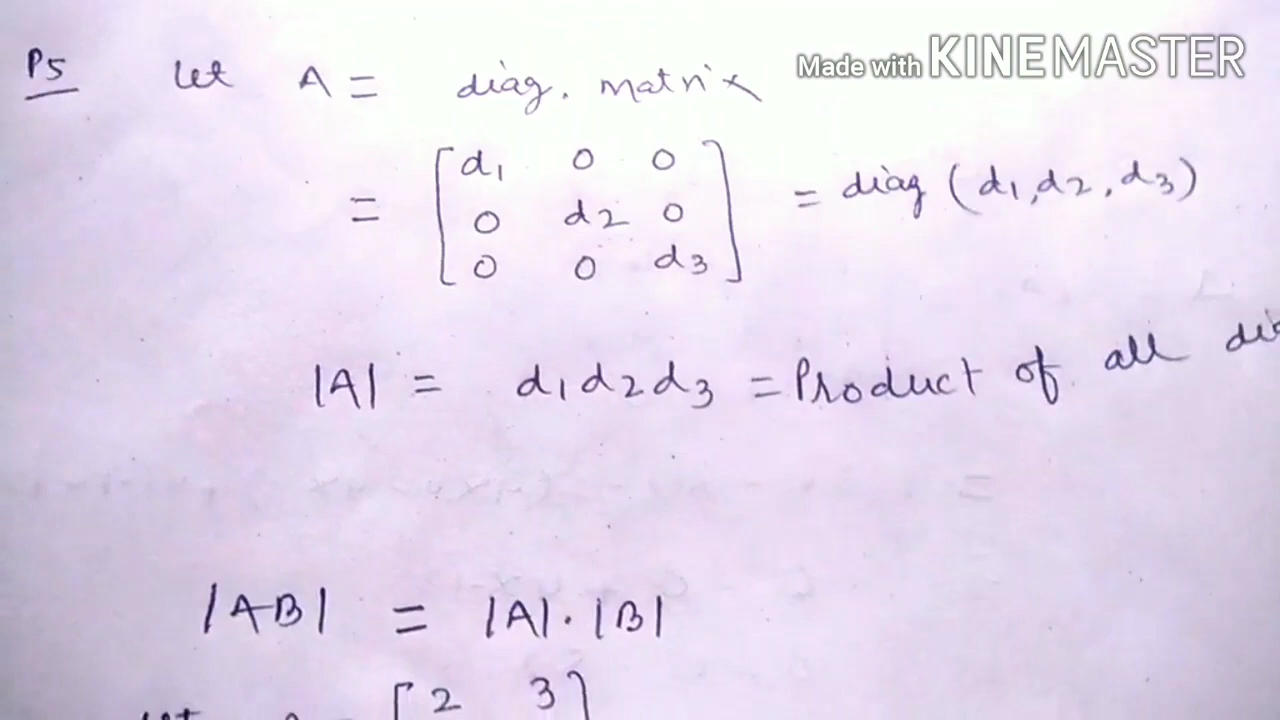 Made with KINEMASTER
P5 Let A = diag. matrix
= [d1 0 0
0 d2 0
0 0 d3] = diag (d1, d2, d3)
|A| = d1d2d3 = Product of all
|AB| = |A|.|B|
[2 3]